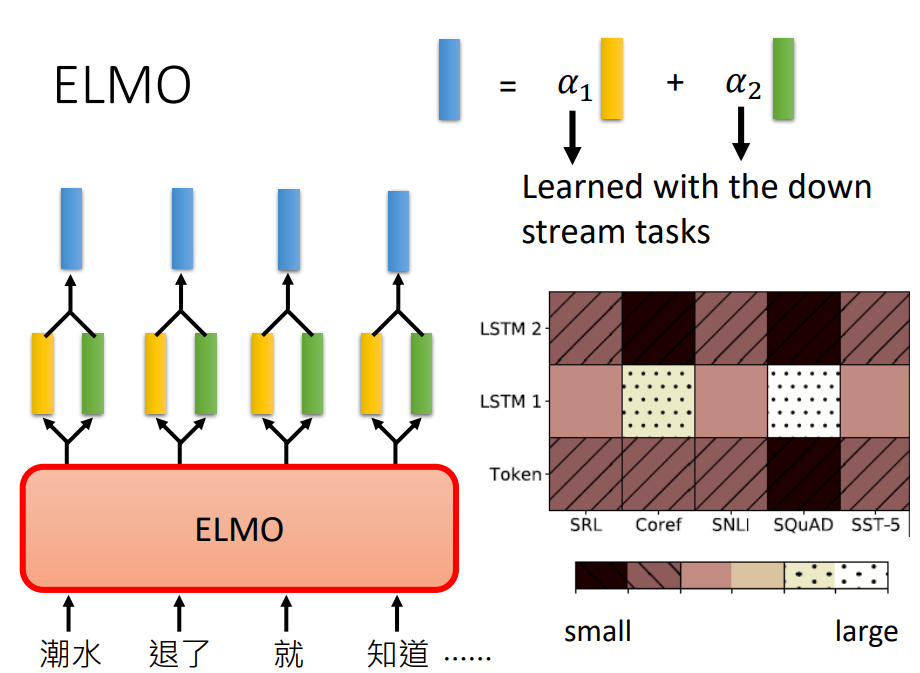 ELMO
= α1 + α2
Learned with the down
stream tasks
LSTM 2
LSTM 1
Token
SRL Coref SNLI SQuAD SST-5
small large
ELMO
潮水 退了 就 知道 ……